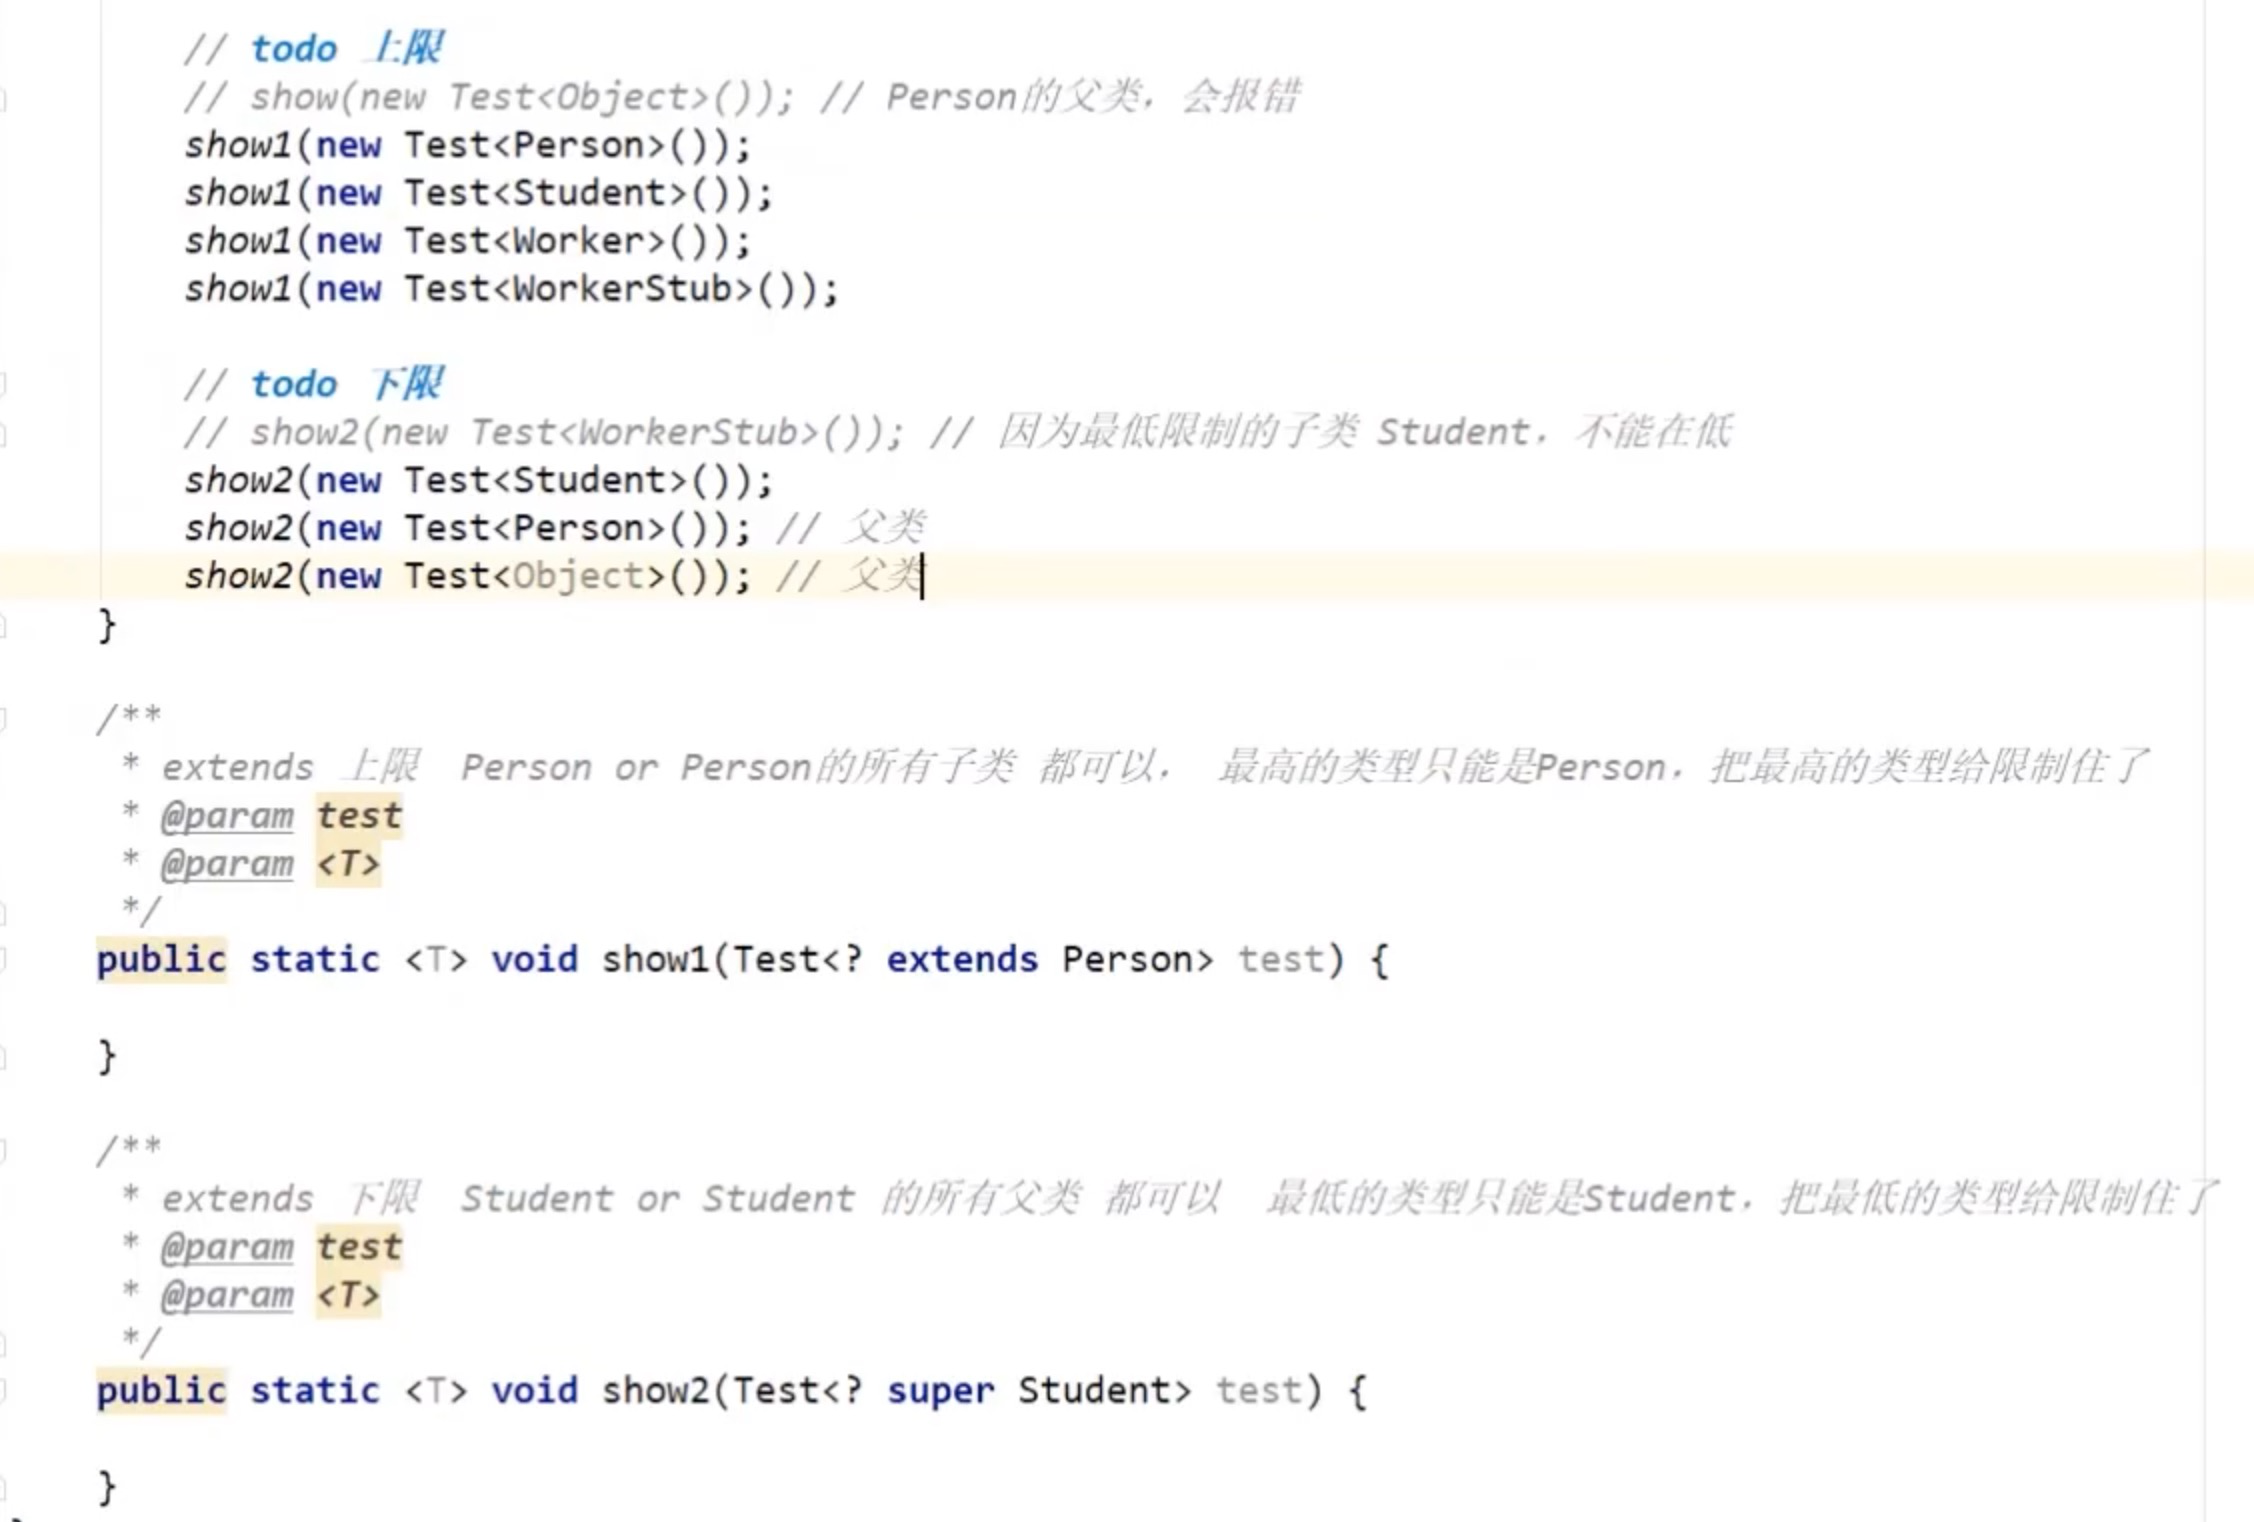 // todo 上限
// show(new Test<Object>()); // Person的父类，会报错
show1(new Test<Person>());
show1(new Test<Student>());
show1(new Test<Worker>());
show1(new Test<WorkerStub>());
// todo 下限
// show2(new Test<WorkerStub>()); // 因为最低限制的子类 Student，不能在低
show2(new Test<Student>());
show2(new Test<Person>()); // 父类
show2(new Test<Object>()); // 父类
}
/**
* extends 上限  Person or Person的所有子类 都可以， 最高的类型只能是Person，把最高的类型给限制住了
* @param test
* @param <T>
*/
public static <T> void show1(Test<? extends Person> test) {
}
/**
* extends 下限  Student or Student 的所有父类 都可以  最低的类型只能是Student，把最低的类型给限制住了
* @param test
* @param <T>
*/
public static <T> void show2(Test<? super Student> test) {
}